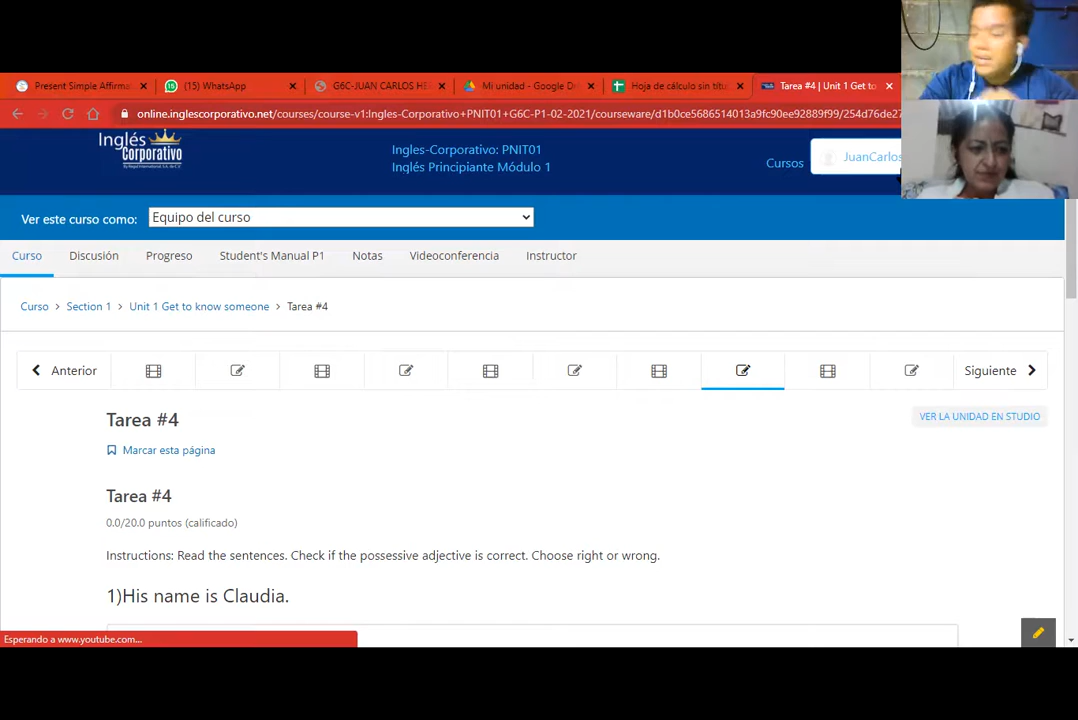 Present Simple Affirma
(15) WhatsApp
G6C-JUAN CARLOS HE
Mi unidad - Google D
Hoja de cálculo sin titu
Tarea #4 | Unit 1 Get to
online.inglescorporativo.net/courses/course-v1:Ingles-Corporativo+PNIT01+G6C-P1-02-2021/courseware/d1b0ce5686514013a9fc90ee92889f99/254d76de27
Inglés
Corporativo
Ingles-Corporativo: PNIT01
Inglés Principiante Módulo 1
Cursos
JuanCarlos
Ver este curso como:
Equipo del curso
Curso
Discusión
Progreso
Student's Manual P1
Notas
Videoconferencia
Instructor
Curso > Section 1 > Unit 1 Get to know someone > Tarea #4
Anterior
Siguiente
Tarea #4
VER LA UNIDAD EN STUDIO
Marcar esta página
Tarea #4
0.0/20.0 puntos (calificado)
Instructions: Read the sentences. Check if the possessive adjective is correct. Choose right or wrong.
1)His name is Claudia.
Esperando a www.youtube.com...